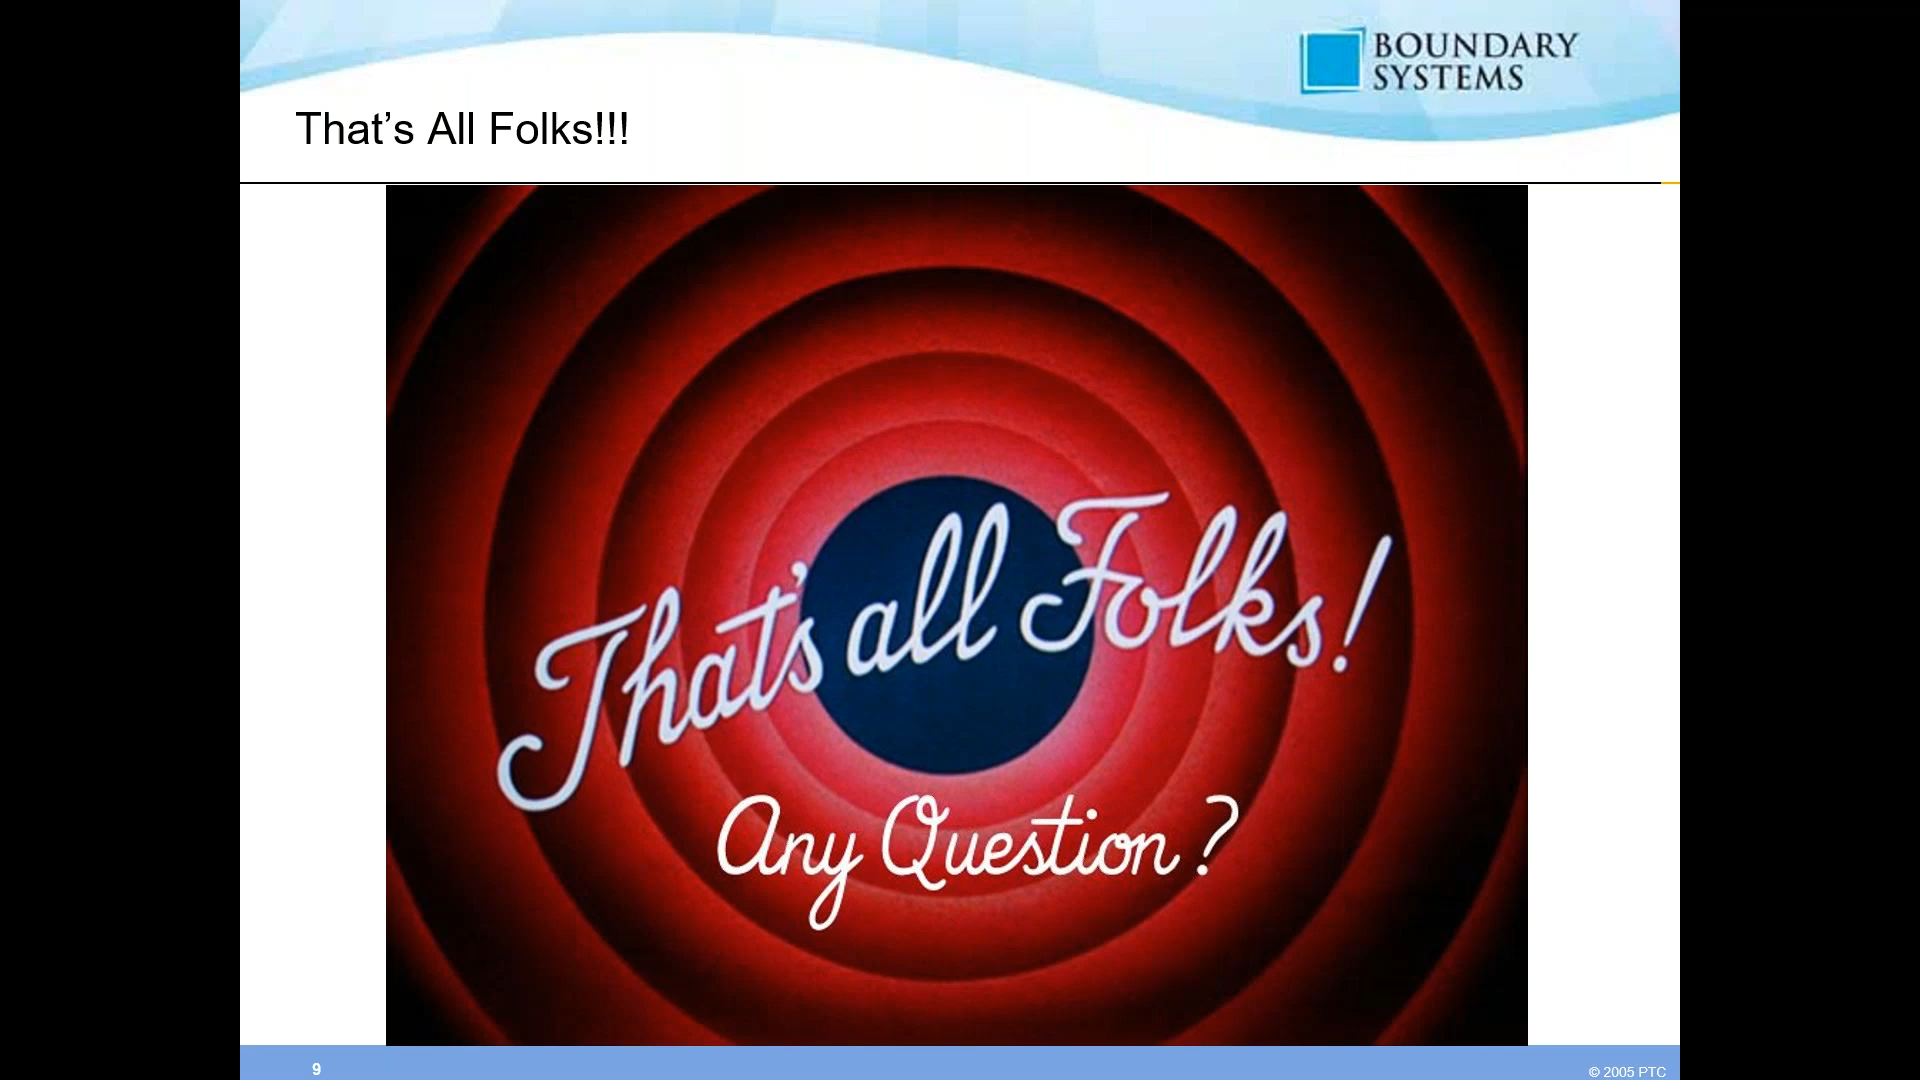 BOUNDARY
SYSTEMS
That’s All Folks!!!
That's all Folks!
Any Question?
9
© 2005 PTC